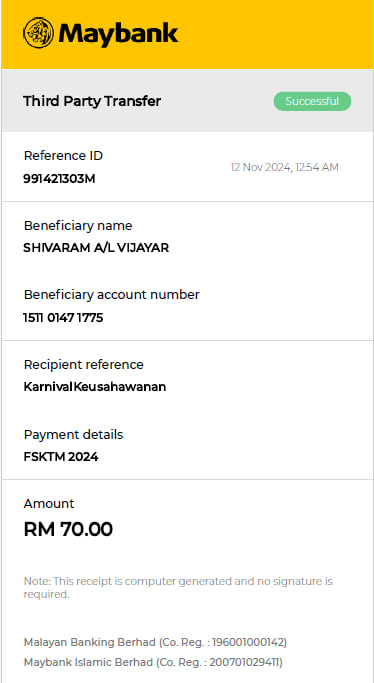 Maybank
Third Party Transfer
Successful
Reference ID
12 Nov 2024, 12:54 AM
991421303M
Beneficiary name
SHIVARAM A/L VIJAYAR
Beneficiary account number
1511 0147 1775
Recipient reference
KarnivalKeusahawanan
Payment details
FSKTM 2024
Amount
RM 70.00
Note: This receipt is computer generated and no signature is
required.
Malayan Banking Berhad (Co. Reg. : 196001000142)
Maybank Islamic Berhad (Co. Reg. : 200701029411)